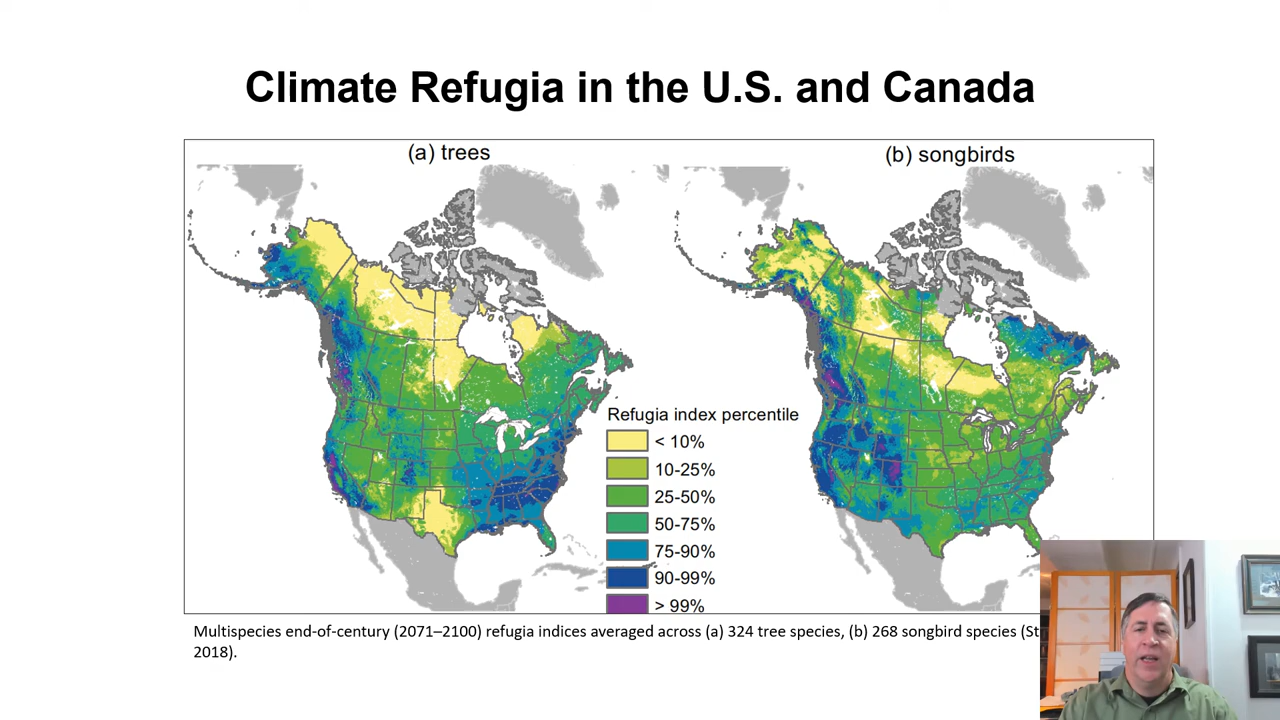 Climate Refugia in the U.S. and Canada
(a) trees
(b) songbirds
Refugia index percentile
< 10%
10-25%
25-50%
50-75%
75-90%
90-99%
> 99%
Multispecies end-of-century (2071–2100) refugia indices averaged across (a) 324 tree species, (b) 268 songbird species
2018).